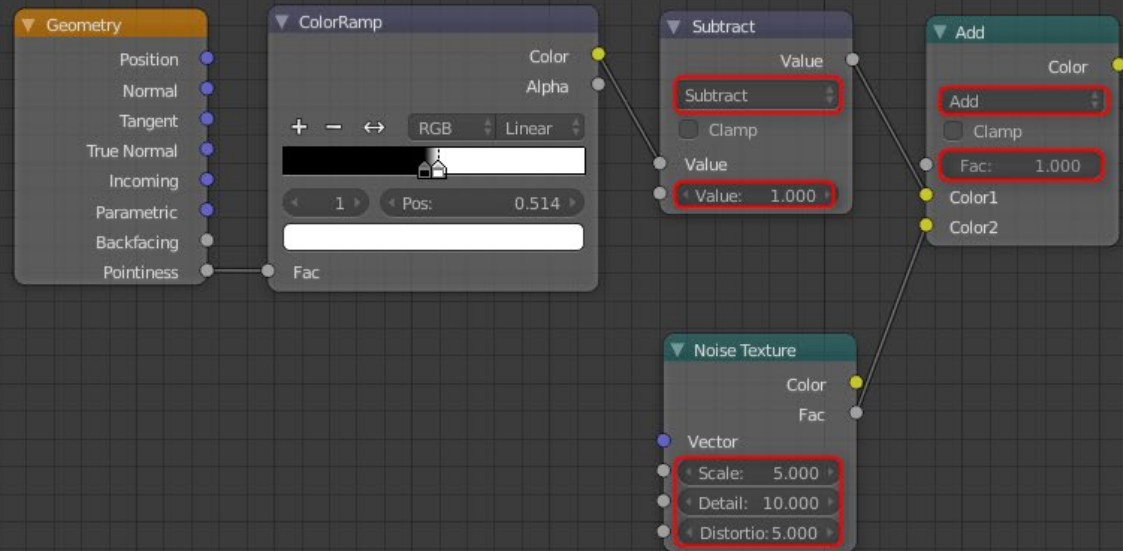 Geometry
Position
Normal
Tangent
True Normal
Incoming
Parametric
Backfacing
Pointiness
ColorRamp
Color
Alpha
RGB Linear
1 Pos: 0.514
Fac
Subtract
Value
Subtract
Clamp
Value
Value: 1.000
Add
Color
Add
Clamp
Fac: 1.000
Color1
Color2
Noise Texture
Color
Fac
Vector
Scale: 5.000
Detail: 10.000
Distortio: 5.000